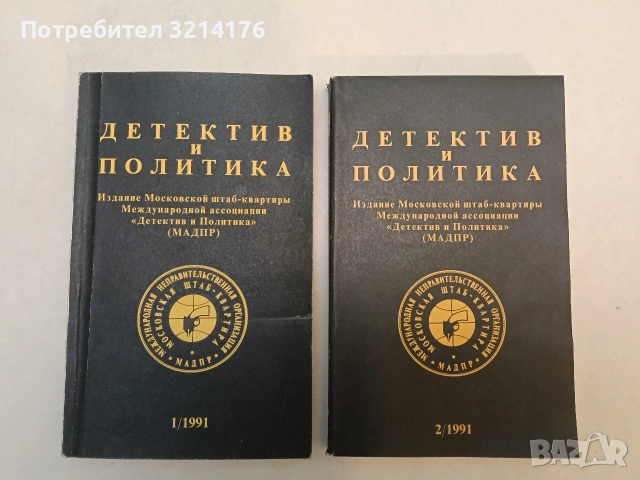 Потребител 3214176
ДЕТЕКТИВ
и
ПОЛИТИКА
Издание Московской штаб-квартиры
Международной ассоциации
«Детектив и Политика»
(МАДПР)
МЕЖДУНАРОДНАЯ НЕПРАВИТЕЛЬСТВЕННАЯ ОРГАНИЗАЦИЯ
МОСКОВСКАЯ ШТАБ-КВАРТИРА
МАДПР
1/1991
ДЕТЕКТИВ
и
ПОЛИТИКА
Издание Московской штаб-квартиры
Международной ассоциации
«Детектив и Политика»
(МАДПР)
МЕЖДУНАРОДНАЯ НЕПРАВИТЕЛЬСТВЕННАЯ ОРГАНИЗАЦИЯ
МОСКОВСКАЯ ШТАБ-КВАРТИРА
МАДПР
2/1991
BAZAR